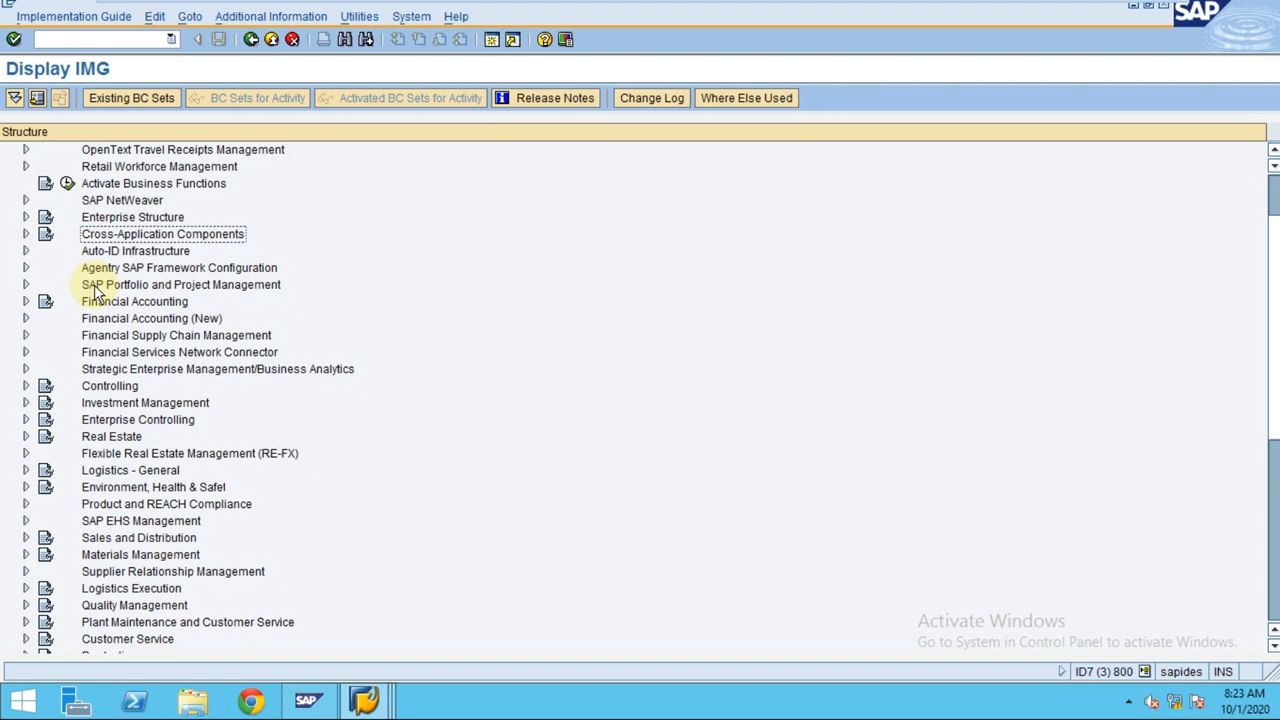 Implementation Guide Edit Goto Additional Information Utilities System Help
SAP
Display IMG
Existing BC Sets BC Sets for Activity Activated BC Sets for Activity Release Notes Change Log Where Else Used
Structure
OpenText Travel Receipts Management
Retail Workforce Management
Activate Business Functions
SAP NetWeaver
Enterprise Structure
Cross-Application Components
Auto-ID Infrastructure
Agentry SAP Framework Configuration
SAP Portfolio and Project Management
Financial Accounting
Financial Accounting (New)
Financial Supply Chain Management
Financial Services Network Connector
Strategic Enterprise Management/Business Analytics
Controlling
Investment Management
Enterprise Controlling
Real Estate
Flexible Real Estate Management (RE-FX)
Logistics - General
Environment, Health & Safet
Product and REACH Compliance
SAP EHS Management
Sales and Distribution
Materials Management
Supplier Relationship Management
Logistics Execution
Quality Management
Plant Maintenance and Customer Service
Customer Service
Activate Windows
Go to System in Control Panel to activate Windows.
ID7 (3) 800 sapides INS
SAP
8:23 AM
10/1/2020